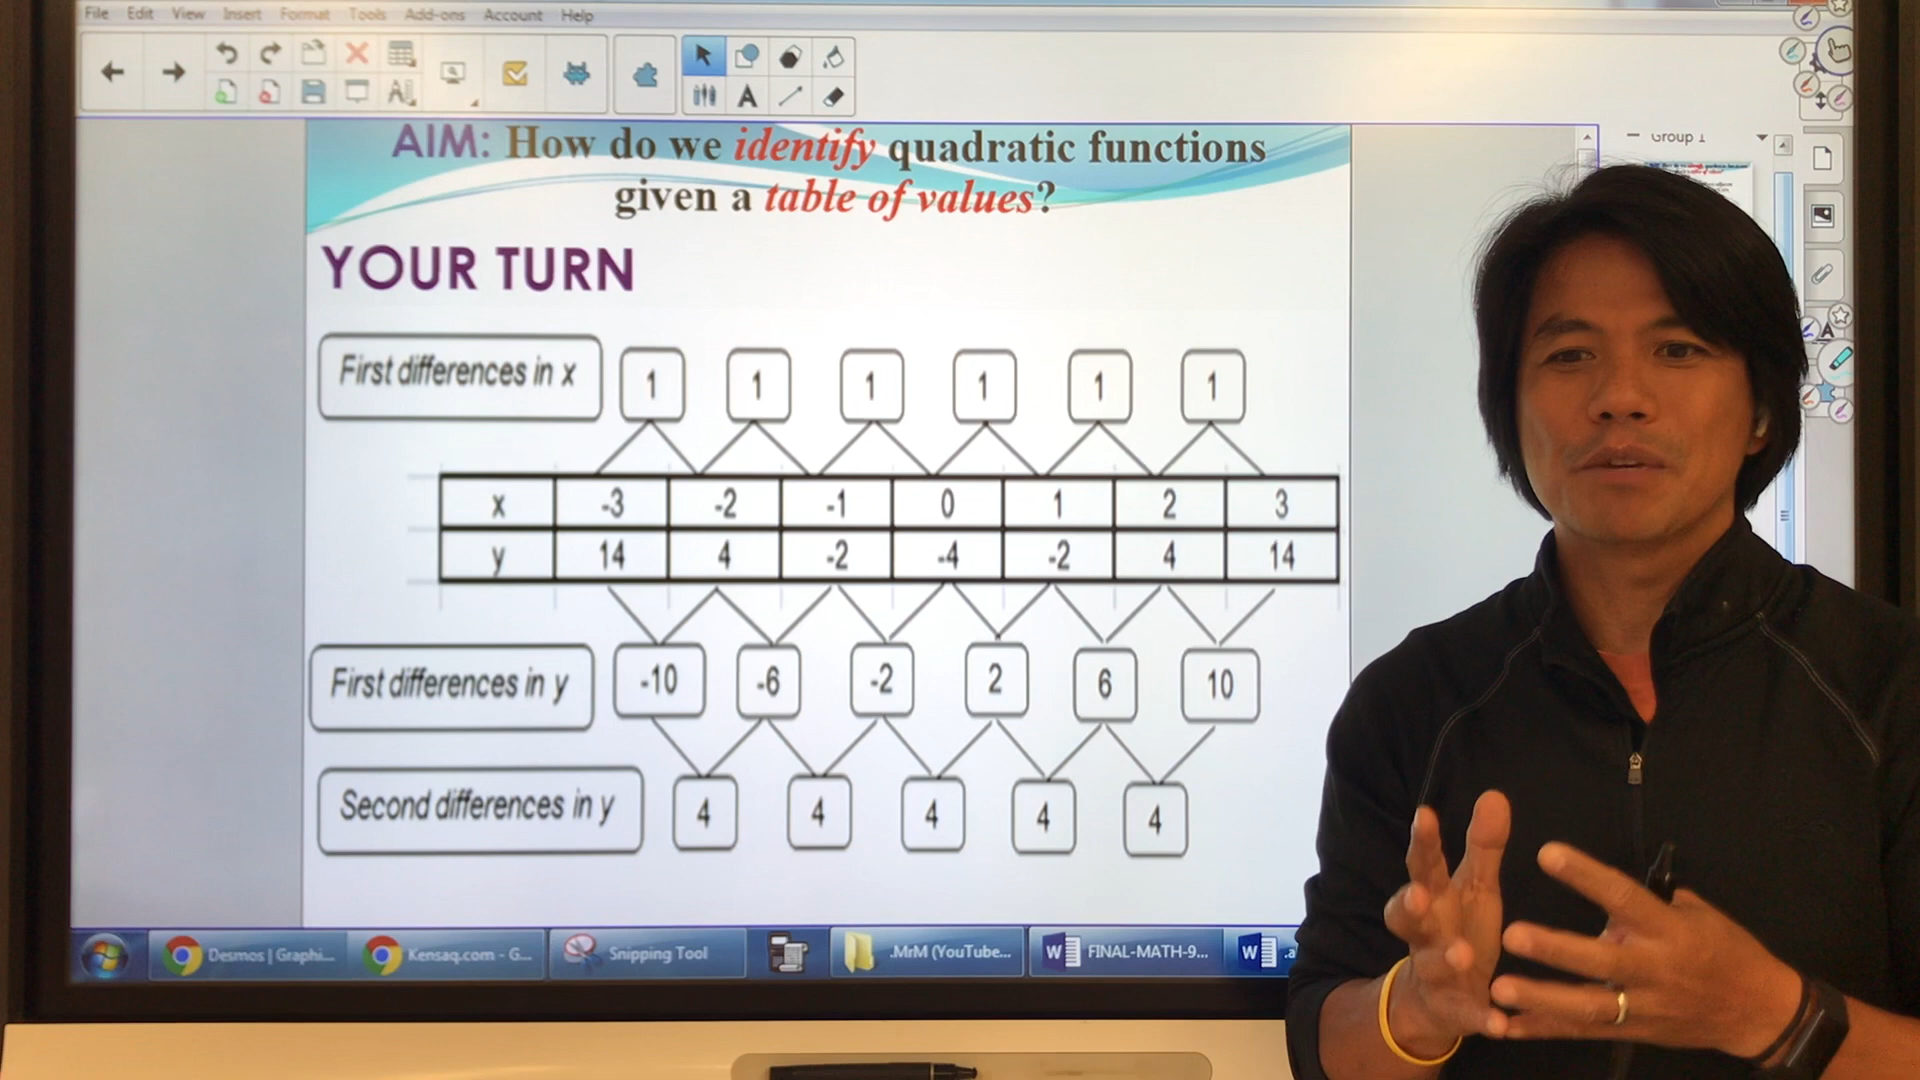 File Edit View Insert Format Tools Add-ons Account Help
Group 1
AIM: How do we identify quadratic functions
given a table of values?
YOUR TURN
First differences in x 1 1 1 1 1 1
x -3 -2 -1 0 1 2 3
y 14 4 -2 -4 -2 4 14
First differences in y -10 -6 -2 2 6 10
Second differences in y 4 4 4 4 4
Desmos | Graphi... Kensaq.com - G... Snipping Tool .MrM (YouTube... FINAL-MATH-9... .a